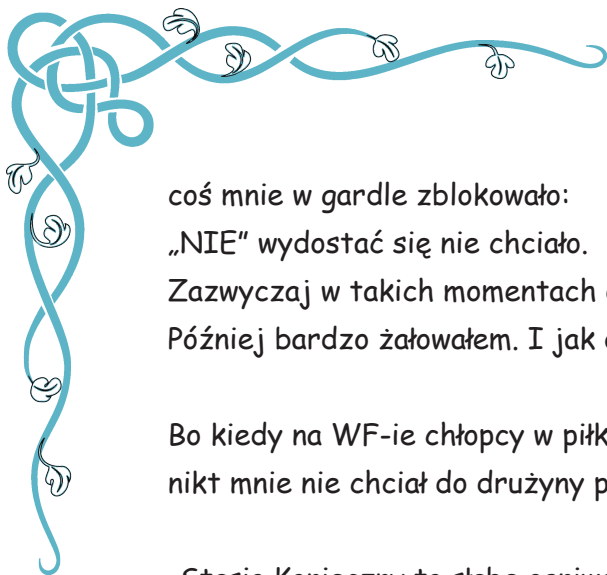 coś mnie w gardle zblokowało:
„NIE” wydostać się nie chciało.
Zazwyczaj w takich momentach
Później bardzo żałowałem. I jak
Bo kiedy na WF-ie chłopcy w
nikt mnie nie chciał do drużyny